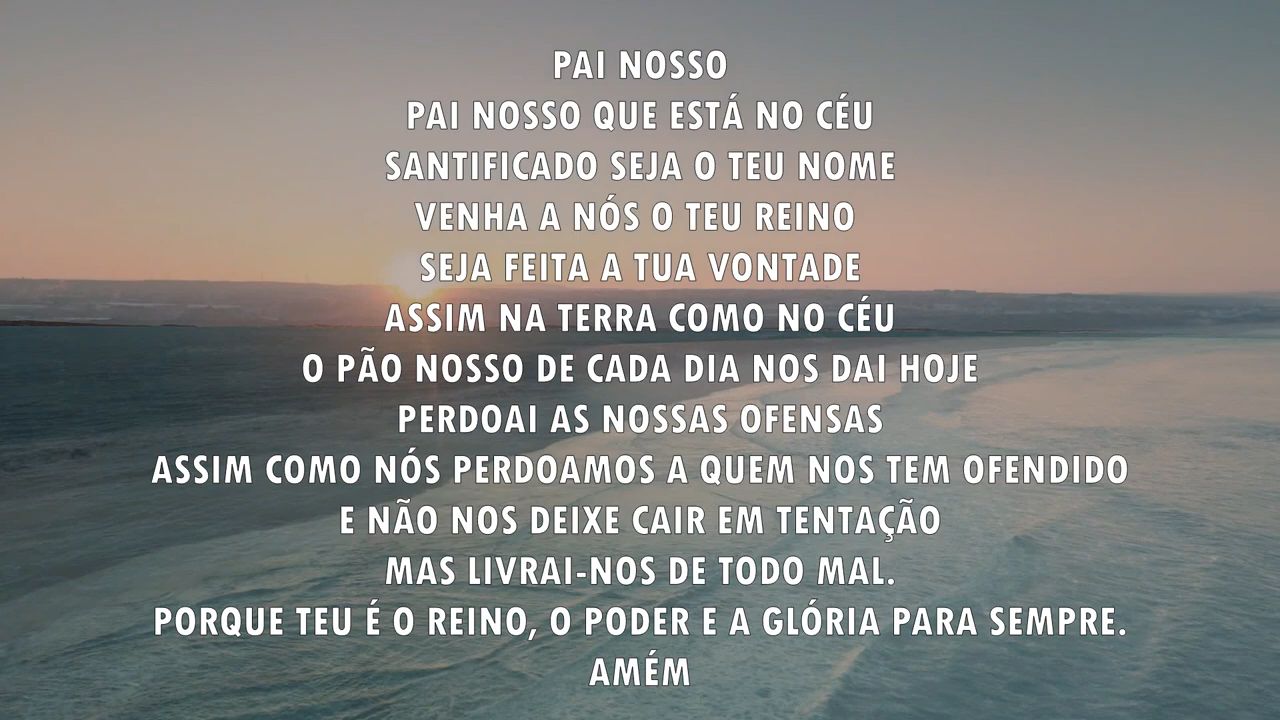 PAI NOSSO
PAI NOSSO QUE ESTÁ NO CÉU
SANTIFICADO SEJA O TEU NOME
VENHA A NÓS O TEU REINO
SEJA FEITA A TUA VONTADE
ASSIM NA TERRA COMO NO CÉU
O PÃO NOSSO DE CADA DIA NOS DAI HOJE
PERDOAI AS NOSSAS OFENSAS
ASSIM COMO NÓS PERDOAMOS A QUEM NOS TEM OFENDIDO
E NÃO NOS DEIXE CAIR EM TENTAÇÃO
MAS LIVRAI-NOS DE TODO MAL.
PORQUE TEU É O REINO, O PODER E A GLÓRIA PARA SEMPRE.
AMÉM